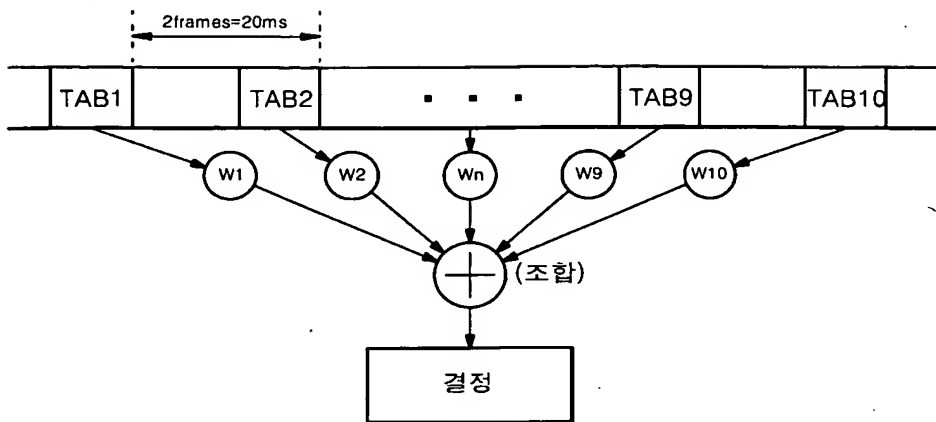 2frames=20ms
TAB1
TAB2
. . .
TAB9
TAB10
W1
W2
Wn
W9
W10
(조합)
결정